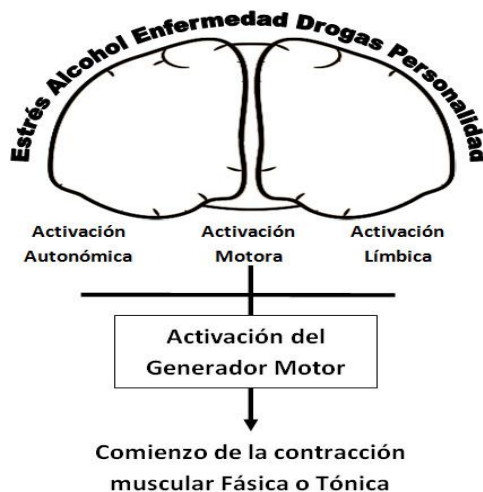 Estrés Alcohol Enfermedad Drogas Personalidad
Activación Autonómica
Activación Motora
Activación Límbica
Activación del
Generador Motor
Comienzo de la contracción
muscular Fásica o Tónica